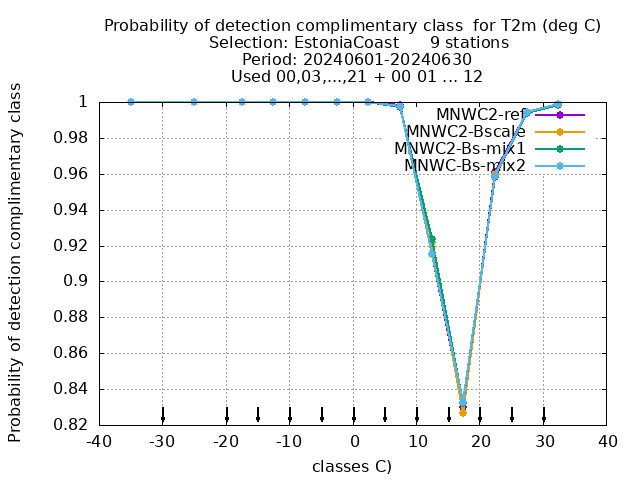 Probability of detection complimentary class  for T2m (deg C)
Selection: EstoniaCoast      9 stations
Period: 20240601-20240630
Used 00,03,...,21 + 00 01 ... 12
Probability of detection complimentary class
1
0.98
0.96
0.94
0.92
0.9
0.88
0.86
0.84
0.82
MNWC2-ref
MNWC2-Bscale
MNWC2-Bs-mix1
MNWC-Bs-mix2
-40 -30 -20 -10 0 10 20 30 40
classes C)